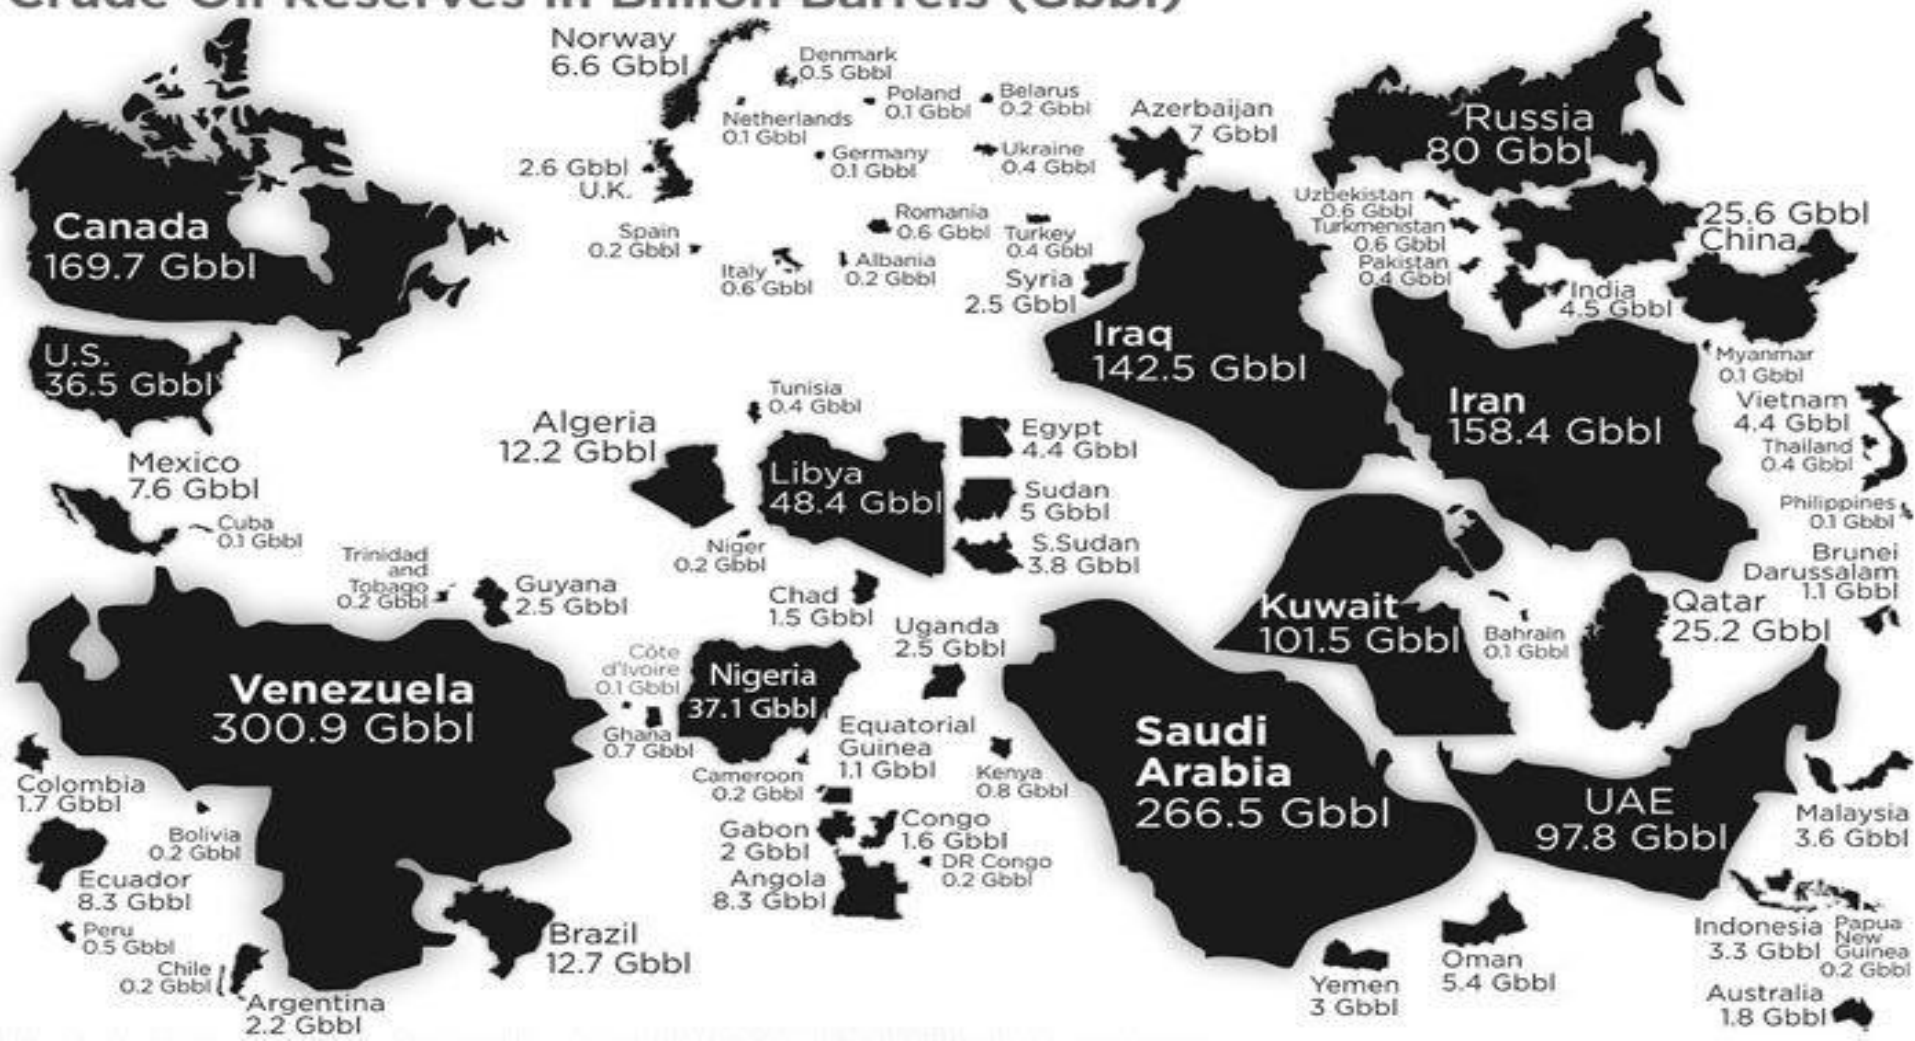 Crude Oil Reserves in Billion Barrels (Gbbl)
Norway
6.6 Gbbl
Denmark
0.5 Gbbl
Poland
0.1 Gbbl
Belarus
0.2 Gbbl
Netherlands
0.1 Gbbl
Germany
0.1 Gbbl
Ukraine
0.4 Gbbl
Azerbaijan
7 Gbbl
Russia
80 Gbbl
2.6 Gbbl
U.K.
Canada
169.7 Gbbl
Spain
0.2 Gbbl
Italy
0.6 Gbbl
Romania
0.6 Gbbl
Albania
0.2 Gbbl
Turkey
0.4 Gbbl
Syria
2.5 Gbbl
Uzbekistan
0.6 Gbbl
Turkmenistan
0.6 Gbbl
Pakistan
0.4 Gbbl
25.6 Gbbl
China
India
4.5 Gbbl
Iraq
142.5 Gbbl
Iran
158.4 Gbbl
Myanmar
0.1 Gbbl
Vietnam
4.4 Gbbl
Thailand
0.4 Gbbl
Philippines
0.1 Gbbl
Brunei
Darussalam
1.1 Gbbl
U.S.
36.5 Gbbl
Mexico
7.6 Gbbl
Cuba
0.1 Gbbl
Algeria
12.2 Gbbl
Tunisia
0.4 Gbbl
Libya
48.4 Gbbl
Egypt
4.4 Gbbl
Sudan
5 Gbbl
S.Sudan
3.8 Gbbl
Niger
0.2 Gbbl
Chad
1.5 Gbbl
Trinidad
and
Tobago
0.2 Gbbl
Guyana
2.5 Gbbl
Uganda
2.5 Gbbl
Kuwait
101.5 Gbbl
Bahrain
0.1 Gbbl
Qatar
25.2 Gbbl
Venezuela
300.9 Gbbl
Côte
d'Ivoire
0.1 Gbbl
Nigeria
37.1 Gbbl
Ghana
0.7 Gbbl
Equatorial
Guinea
1.1 Gbbl
Cameroon
0.2 Gbbl
Kenya
0.8 Gbbl
Gabon
2 Gbbl
Congo
1.6 Gbbl
DR Congo
0.2 Gbbl
Angola
8.3 Gbbl
Saudi
Arabia
266.5 Gbbl
UAE
97.8 Gbbl
Malaysia
3.6 Gbbl
Colombia
1.7 Gbbl
Bolivia
0.2 Gbbl
Ecuador
8.3 Gbbl
Peru
0.5 Gbbl
Chile
0.2 Gbbl
Argentina
2.2 Gbbl
Brazil
12.7 Gbbl
Yemen
3 Gbbl
Oman
5.4 Gbbl
Indonesia
3.3 Gbbl
Papua
New
Guinea
0.2 Gbbl
Australia
1.8 Gbbl